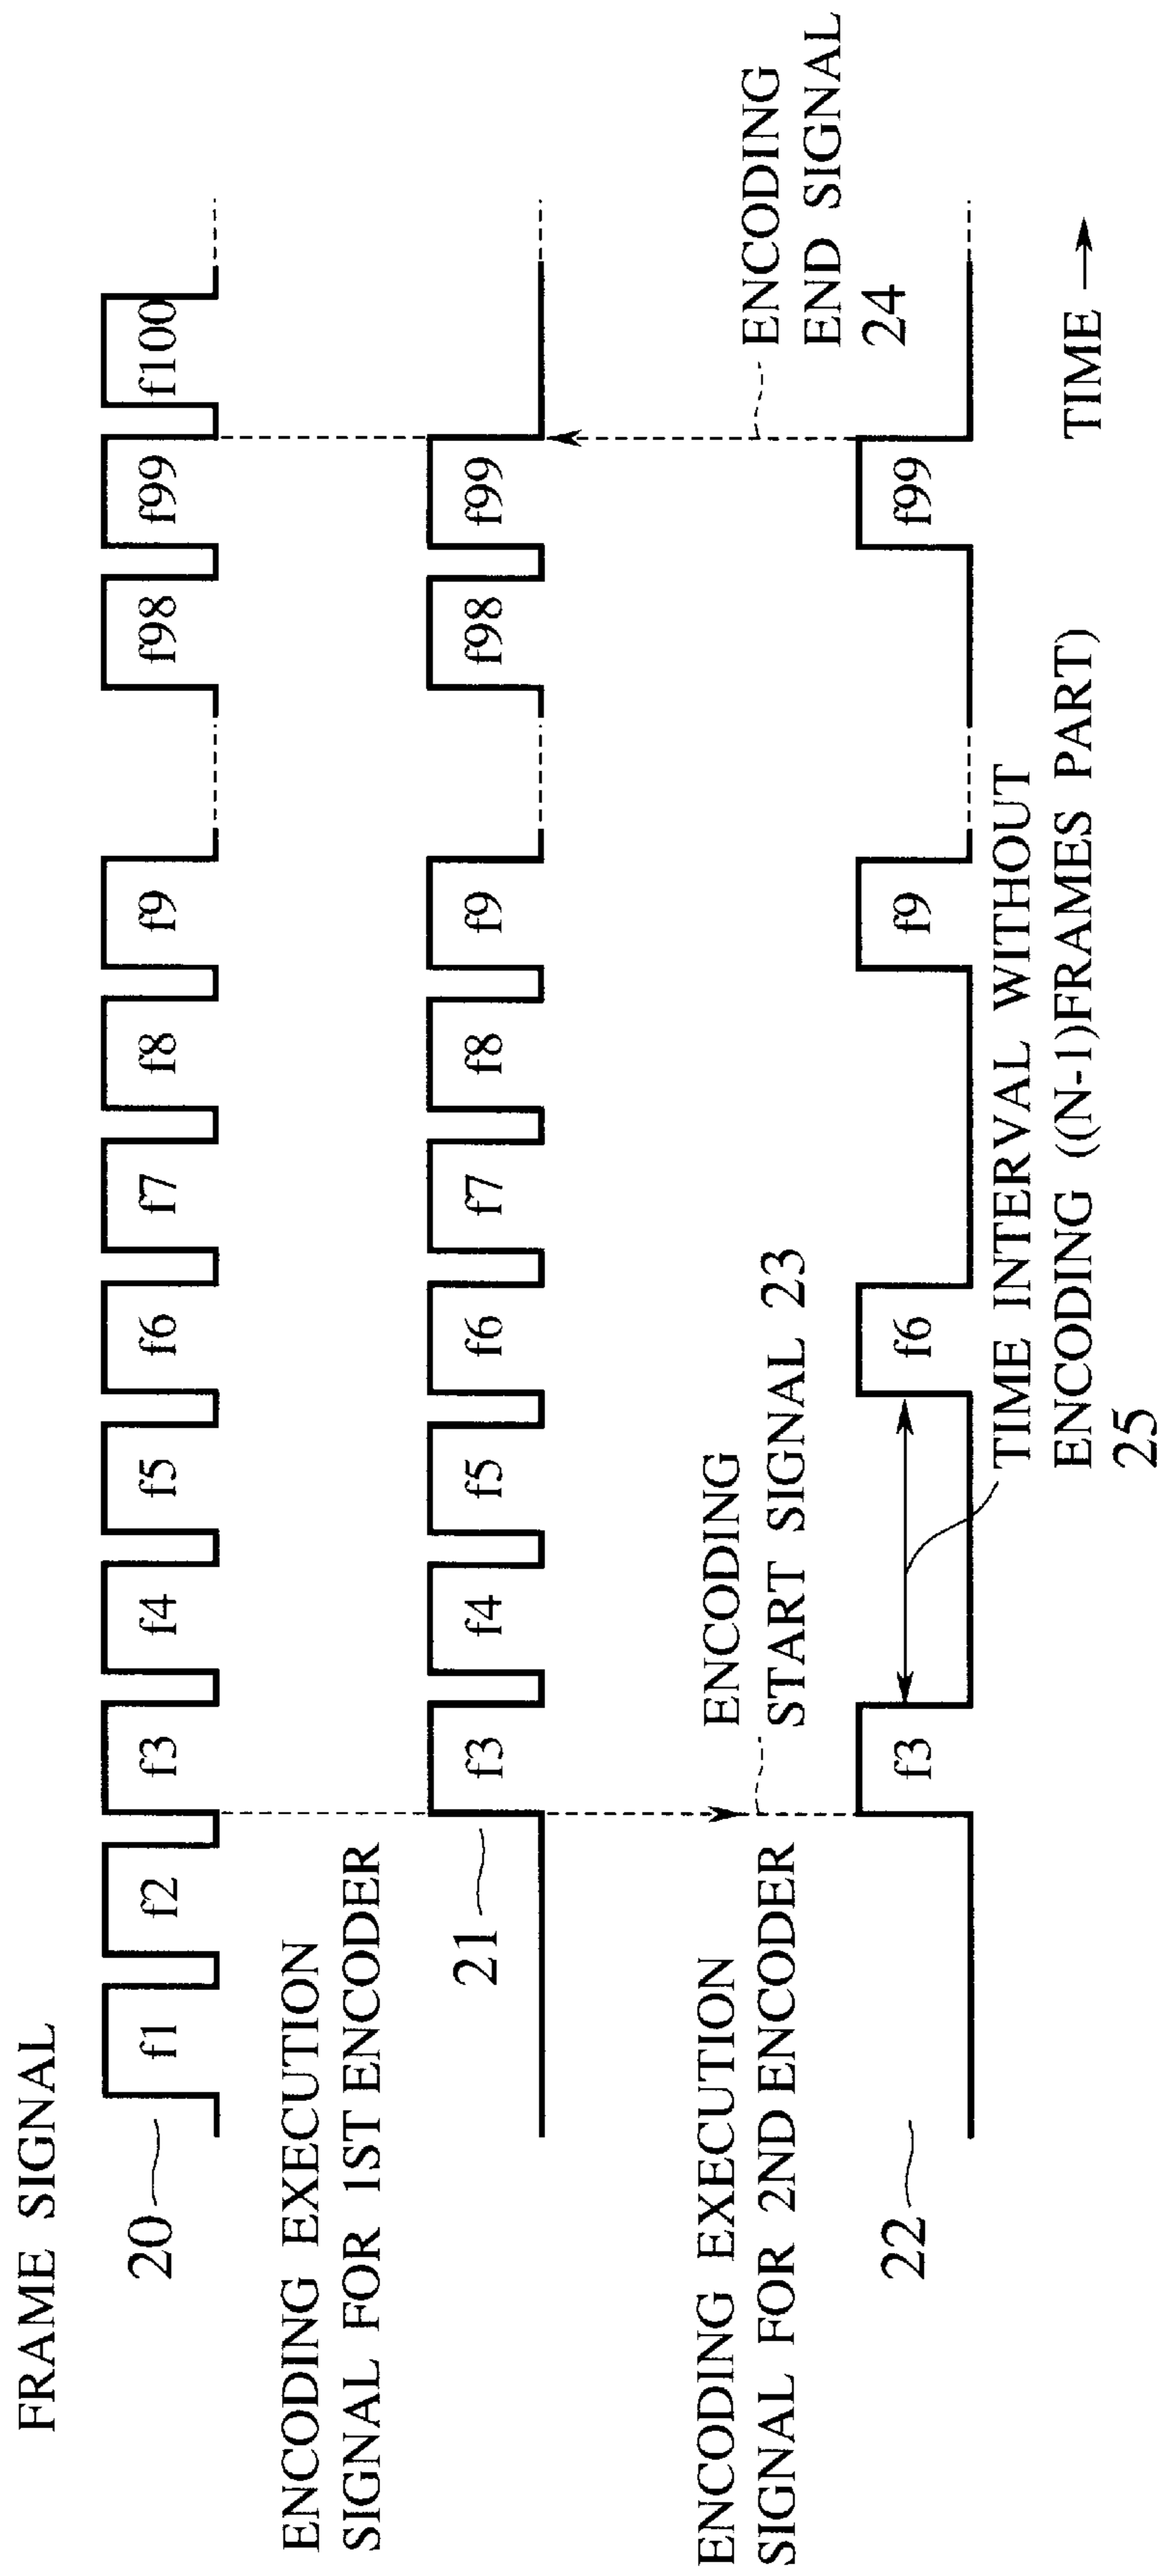 FRAME SIGNAL
20
f1 f2 f3 f4 f5 f6 f7 f8 f9 f98 f99 f100
ENCODING EXECUTION
SIGNAL FOR 1ST ENCODER
21
f3 f4 f5 f6 f7 f8 f9 f98 f99
ENCODING EXECUTION
SIGNAL FOR 2ND ENCODER
ENCODING
START SIGNAL 23
ENCODING
END SIGNAL
24
22
f3 f6 f9 f99
TIME INTERVAL WITHOUT
ENCODING ((N-1)FRAMES PART)
25
TIME